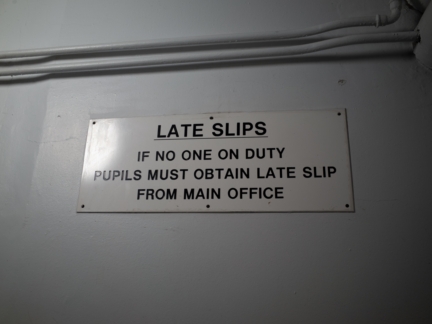 LATE SLIPS
IF NO ONE ON DUTY
PUPILS MUST OBTAIN LATE SLIP
FROM MAIN OFFICE